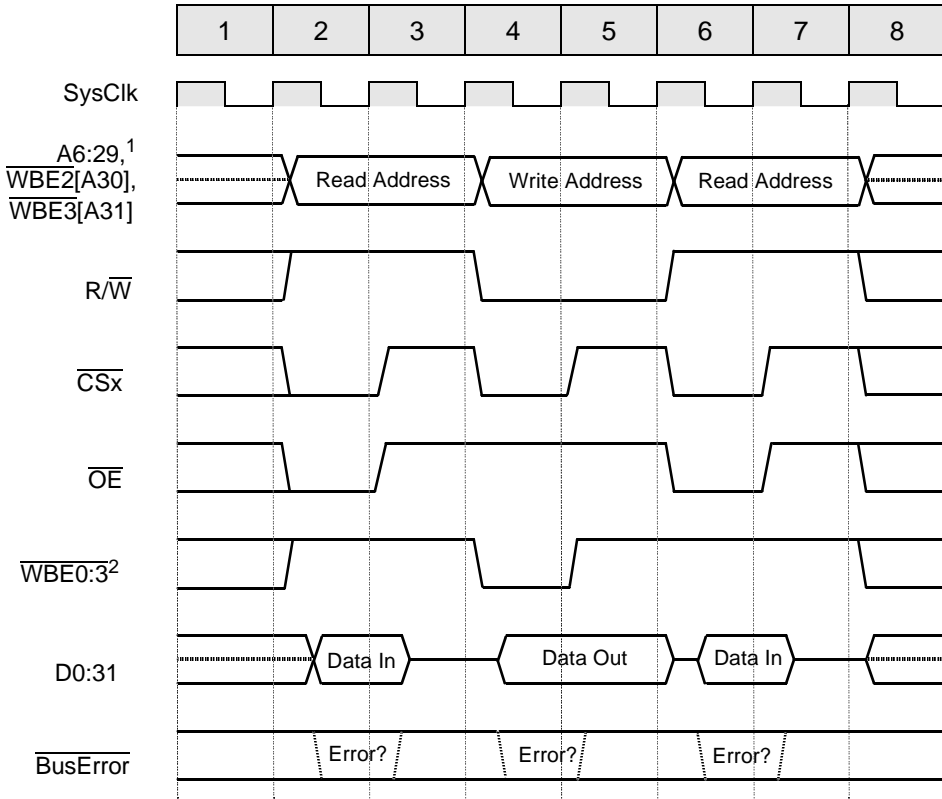 1 2 3 4 5 6 7 8
SysClk
A6:29,1
WBE2[A30],
WBE3[A31]
Read Address Write Address Read Address
R/W
CSx
OE
WBE0:32
D0:31
Data In Data Out Data In
BusError
Error? Error? Error?